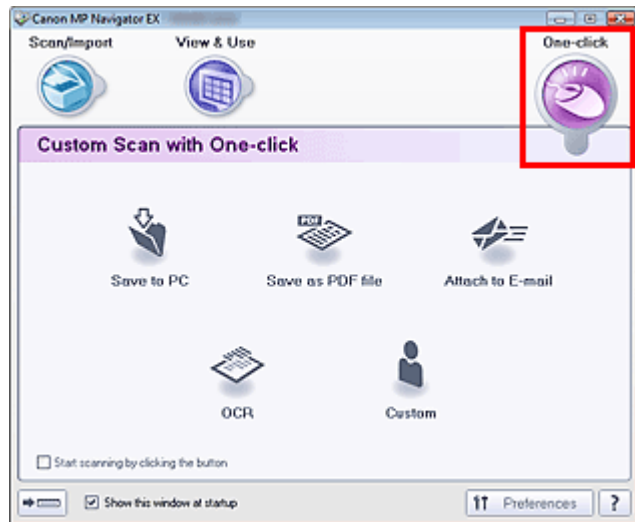 Canon MP Navigator EX
Scan/Import View & Use One-click
Custom Scan with One-click
PDF
Save to PC Save as PDF file Attach to E-mail
OCR Custom
Start scanning by clicking the button
Show this window at startup Preferences ?